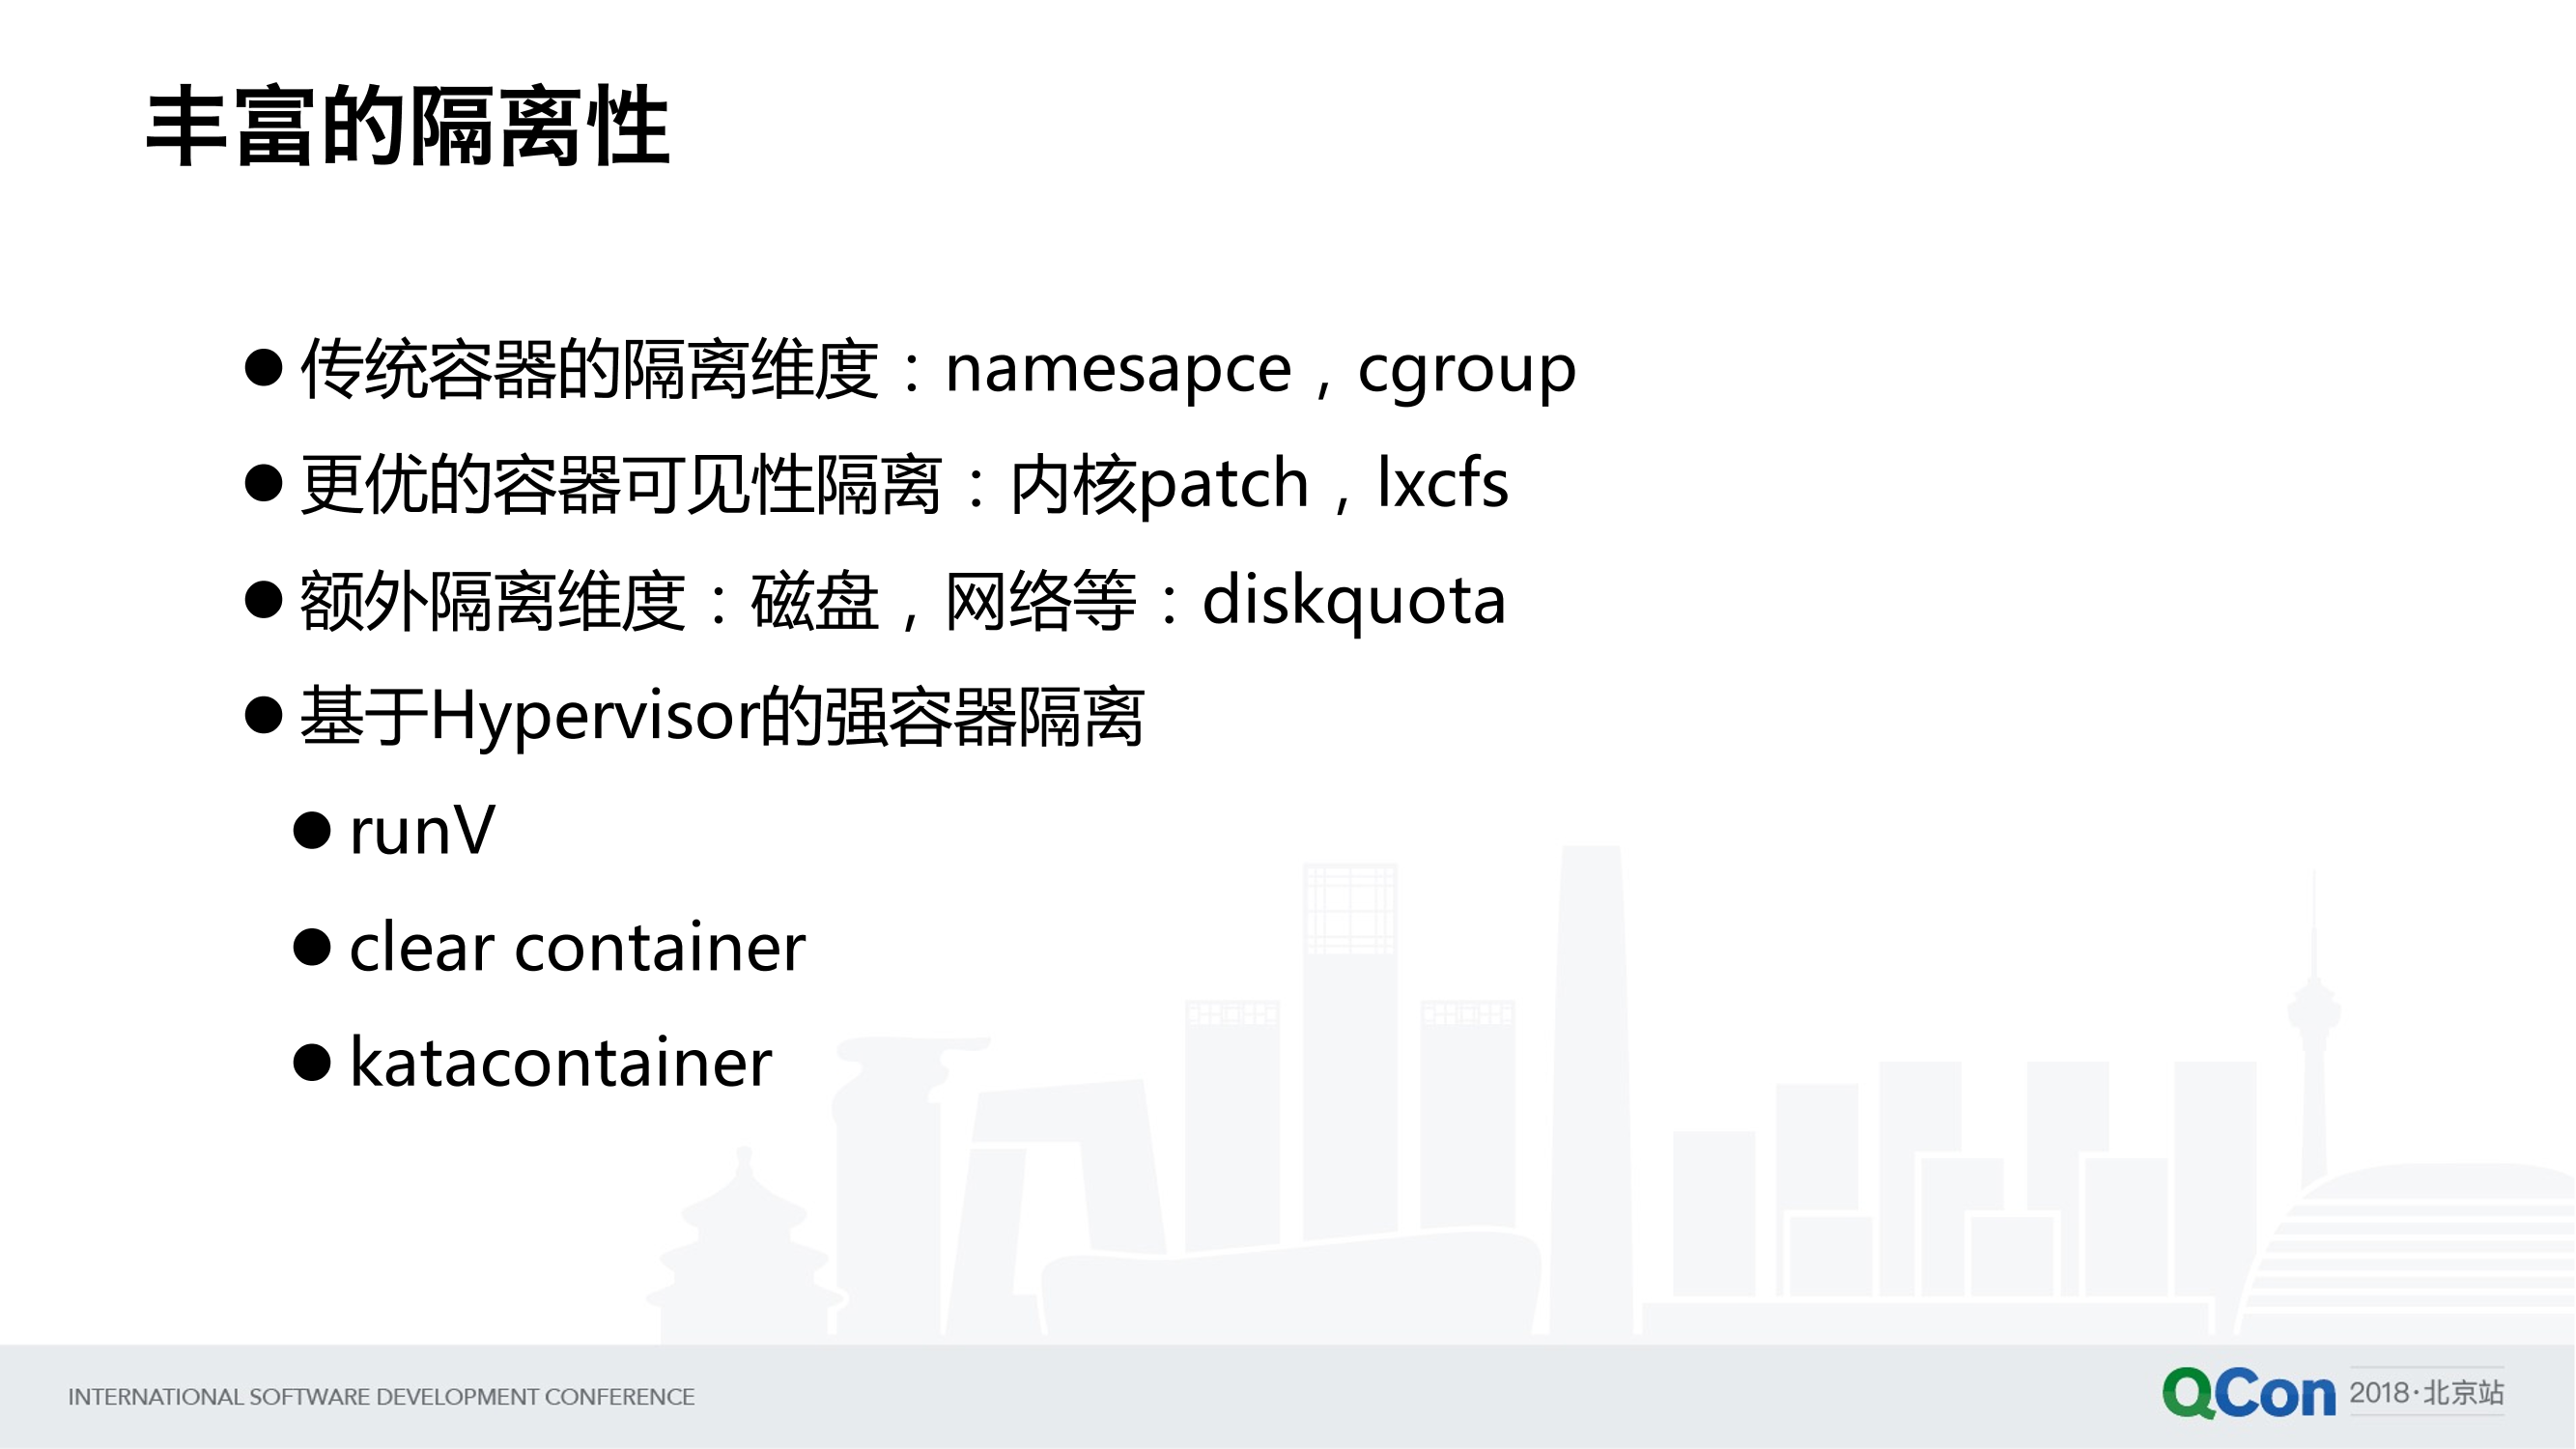 丰富的隔离性
● 传统容器的隔离维度：namesapce，cgroup
● 更优的容器可见性隔离：内核patch，lxcfs
● 额外隔离维度：磁盘，网络等：diskquota
● 基于Hypervisor的强容器隔离
● runV
● clear container
● katacontainer
INTERNATIONAL SOFTWARE DEVELOPMENT CONFERENCE
QCon 2018·北京站